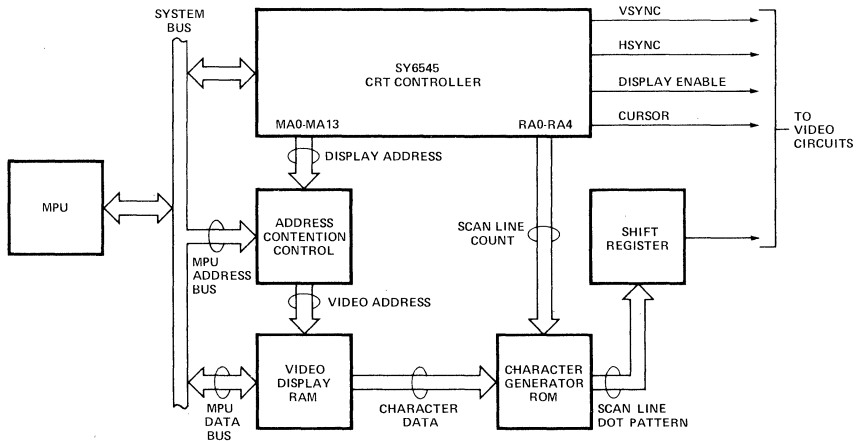 SYSTEM
BUS
SY6545
CRT CONTROLLER
MA0-MA13
RA0-RA4
VSYNC
HSYNC
DISPLAY ENABLE
CURSOR
TO
VIDEO
CIRCUITS
DISPLAY ADDRESS
MPU
ADDRESS
CONTENTION
CONTROL
SCAN LINE
COUNT
SHIFT
REGISTER
MPU
ADDRESS
BUS
VIDEO ADDRESS
VIDEO
DISPLAY
RAM
CHARACTER
GENERATOR
ROM
MPU
DATA
BUS
CHARACTER
DATA
SCAN LINE
DOT PATTERN